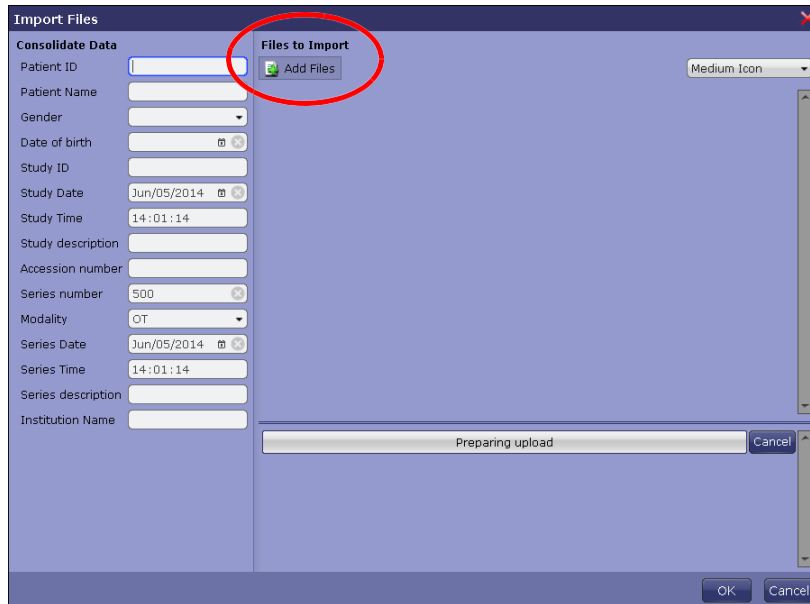 Import Files
Consolidate Data
Patient ID
Patient Name
Gender
Date of birth
Study ID
Study Date Jun/05/2014
Study Time 14:01:14
Study description
Accession number
Series number 500
Modality OT
Series Date Jun/05/2014
Series Time 14:01:14
Series description
Institution Name
Files to Import
Add Files
Medium Icon
Preparing upload Cancel
OK Cancel